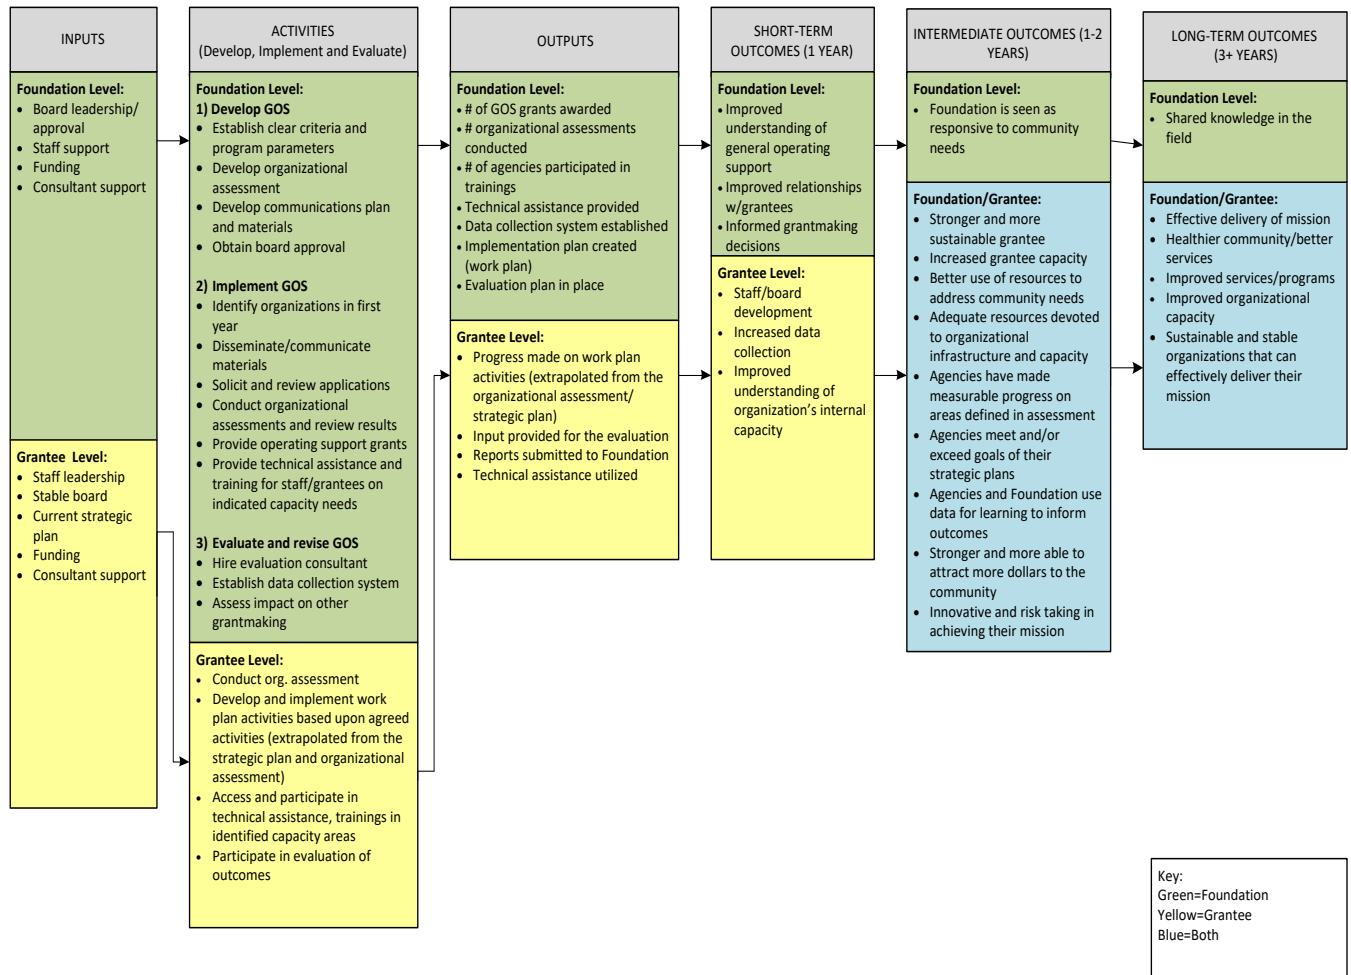 INPUTS
Foundation Level:
• Board leadership/
approval
• Staff support
• Funding
• Consultant support
Grantee Level:
• Staff leadership
• Stable board
• Current strategic
plan
• Funding
• Consultant support
ACTIVITIES
(Develop, Implement and Evaluate)
Foundation Level:
1) Develop GOS
• Establish clear criteria and
program parameters
• Develop organizational
assessment
• Develop communications plan
and materials
• Obtain board approval
2) Implement GOS
• Identify organizations in first
year
• Disseminate/communicate
materials
• Solicit and review applications
• Conduct organizational
assessments and review results
• Provide operating support grants
• Provide technical assistance and
training for staff/grantees on
indicated capacity needs
3) Evaluate and revise GOS
• Hire evaluation consultant
• Establish data collection system
• Assess impact on other
grantmaking
Grantee Level:
• Conduct org. assessment
• Develop and implement work
plan activities based upon agreed
activities (extrapolated from the
strategic plan and organizational
assessment)
• Access and participate in
technical assistance, trainings in
identified capacity areas
• Participate in evaluation of
outcomes
OUTPUTS
Foundation Level:
• # of GOS grants awarded
• # organizational assessments
conducted
• # of agencies participated in
trainings
• Technical assistance provided
• Data collection system established
• Implementation plan created
(work plan)
• Evaluation plan in place
Grantee Level:
• Progress made on work plan
activities (extrapolated from the
organizational assessment/
strategic plan)
• Input provided for the evaluation
• Reports submitted to Foundation
• Technical assistance utilized
SHORT-TERM
OUTCOMES (1 YEAR)
Foundation Level:
• Improved
understanding of
general operating
support
• Improved relationships
w/grantees
• Informed grantmaking
decisions
Grantee Level:
• Staff/board
development
• Increased data
collection
• Improved
understanding of
organization's internal
capacity
INTERMEDIATE OUTCOMES (1-2
YEARS)
Foundation Level:
• Foundation is seen as
responsive to community
needs
Foundation/Grantee:
• Stronger and more
sustainable grantee
• Increased grantee capacity
• Better use of resources to
address community needs
• Adequate resources devoted
to organizational
infrastructure and capacity
• Agencies have made
measurable progress on
areas defined in assessment
• Agencies meet and/or
exceed goals of their
strategic plans
• Agencies and Foundation use
data for learning to inform
outcomes
• Stronger and more able to
attract more dollars to the
community
• Innovative and risk taking in
achieving their mission
LONG-TERM OUTCOMES
(3+ YEARS)
Foundation Level:
• Shared knowledge in the
field
Foundation/Grantee:
• Effective delivery of mission
• Healthier community/better
services
• Improved services/programs
• Improved organizational
capacity
• Sustainable and stable
organizations that can
effectively deliver their
mission
Key:
Green=Foundation
Yellow=Grantee
Blue=Both